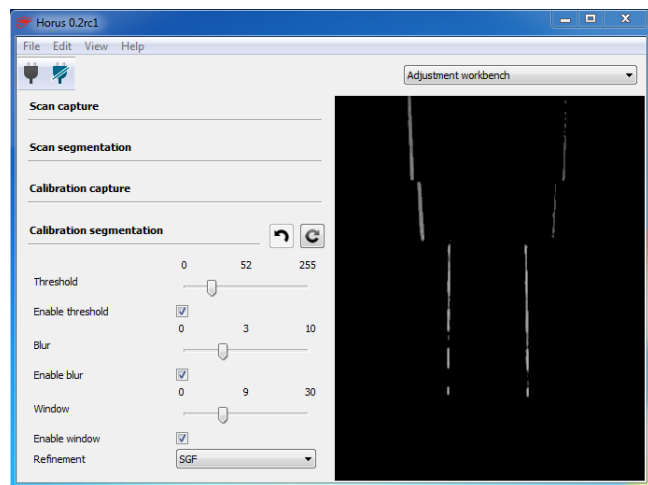 Horus 0.2rc1
File Edit View Help
Adjustment workbench
Scan capture
Scan segmentation
Calibration capture
Calibration segmentation
0 52 255
Threshold
Enable threshold
0 3 10
Blur
Enable blur
0 9 30
Window
Enable window
Refinement SGF